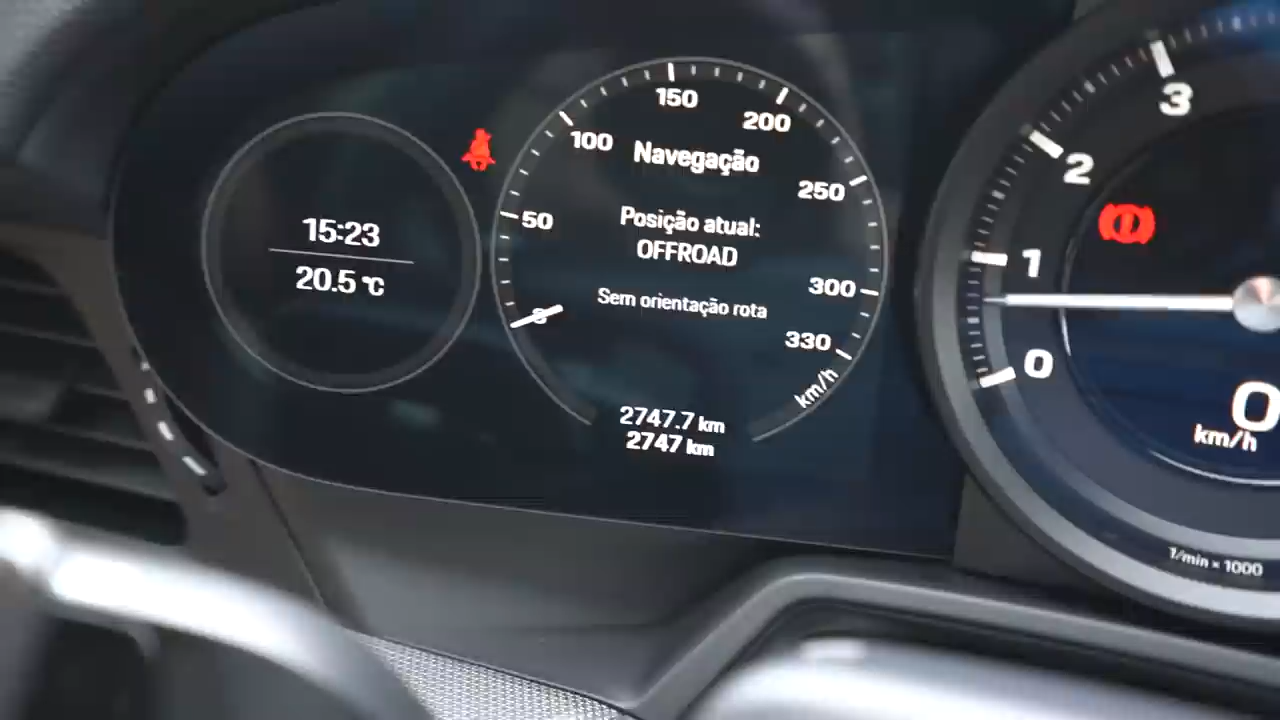 15:23
20.5 °C
50
100
150
200
250
300
330
km/h
Navegação
Posição atual:
OFFROAD
Sem orientação rota
2747.7 km
2747 km
0
1
2
3
0
km/h
1/min × 1000